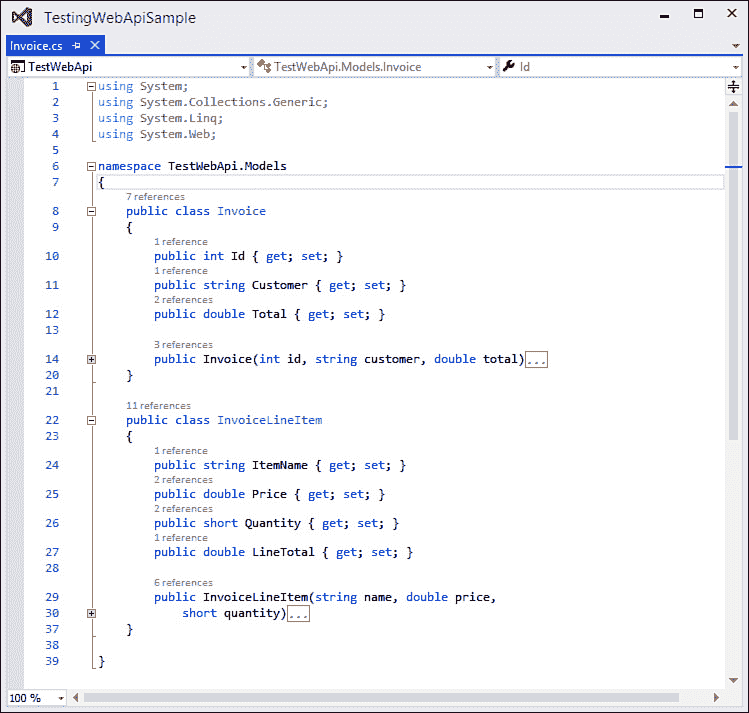 TestingWebApiSample
Invoice.cs
TestWebApi TestWebApi.Models.Invoice Id
1 using System;
2 using System.Collections.Generic;
3 using System.Linq;
4 using System.Web;
5
6 namespace TestWebApi.Models
7 {
7 references
8 public class Invoice
9 {
1 reference
10 public int Id { get; set; }
1 reference
11 public string Customer { get; set; }
2 references
12 public double Total { get; set; }
13
3 references
14 public Invoice(int id, string customer, double total)...
20 }
21
11 references
22 public class InvoiceLineItem
23 {
1 reference
24 public string ItemName { get; set; }
2 references
25 public double Price { get; set; }
2 references
26 public short Quantity { get; set; }
1 reference
27 public double LineTotal { get; set; }
28
6 references
29 public InvoiceLineItem(string name, double price,
30 short quantity)...
37 }
38
39 }
100 %